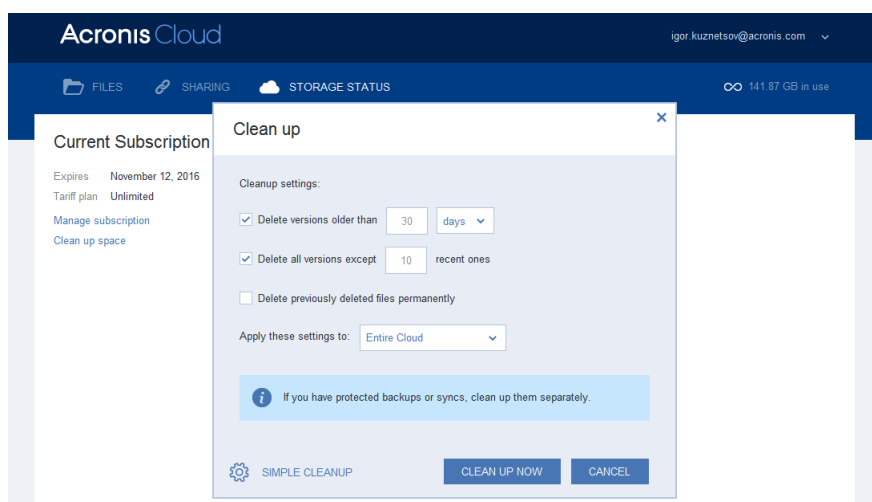 Acronis Cloud
igor.kuznetsov@acronis.com
FILES
SHARING
STORAGE STATUS
141.87 GB in use
Current Subscription
Expires November 12, 2016
Tariff plan Unlimited
Manage subscription
Clean up space
Clean up
Cleanup settings:
Delete versions older than 30 days
Delete all versions except 10 recent ones
Delete previously deleted files permanently
Apply these settings to: Entire Cloud
If you have protected backups or syncs, clean up them separately.
SIMPLE CLEANUP
CLEAN UP NOW
CANCEL